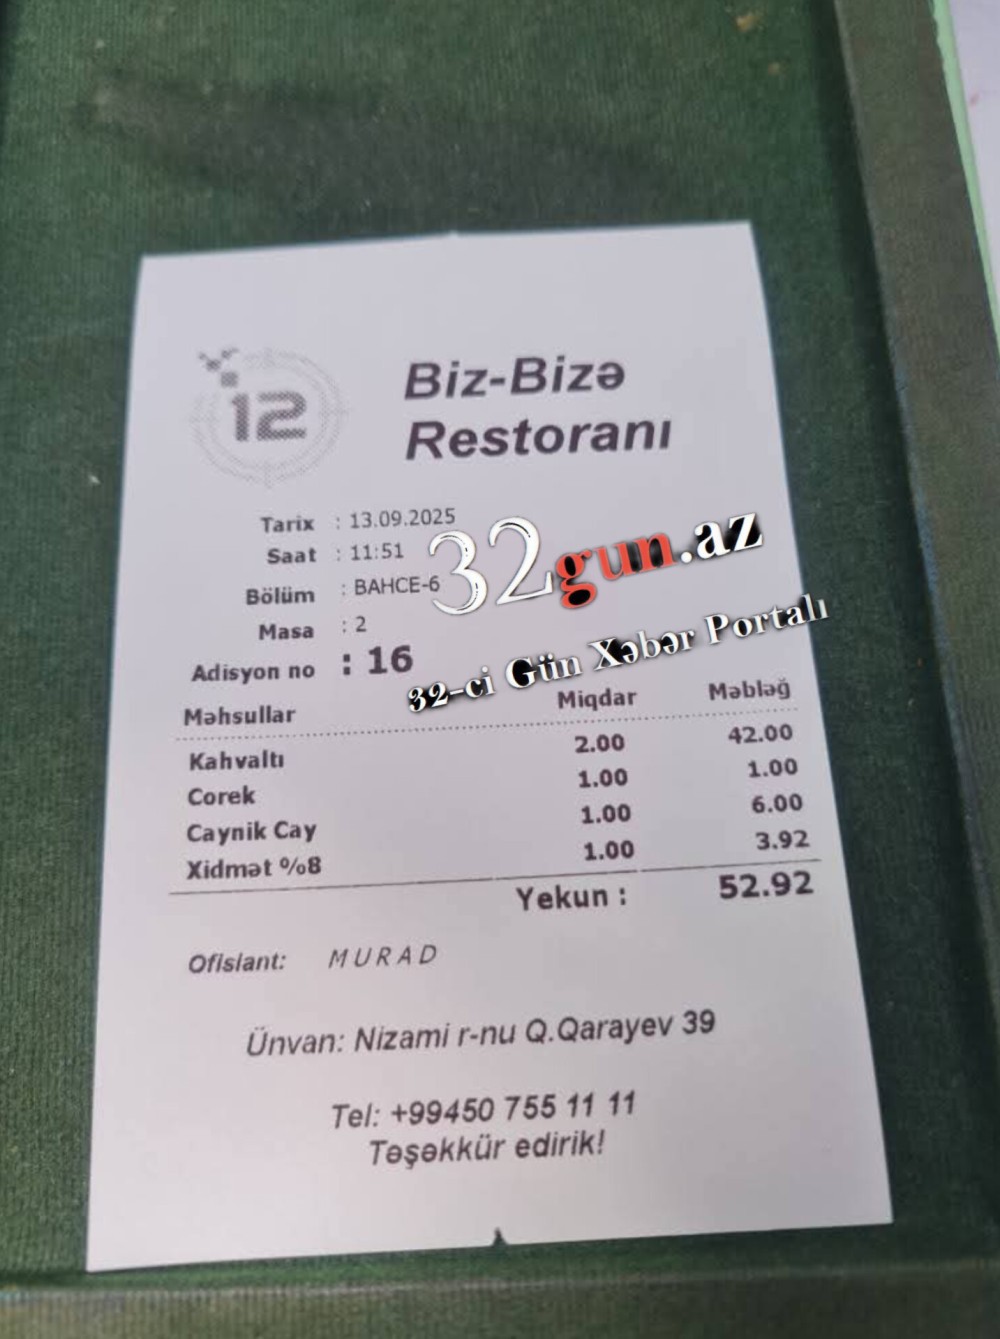 12
Biz-Bizə
Restoranı
Tarix : 13.09.2025
Saat : 11:51
Bölüm : BAHCE-6
Masa : 2
Adisyon no : 16
32gun.az
32-ci Gün Xəbər Portalı
Məhsullar Miqdar Məbləğ
Kahvaltı 2.00 42.00
Corek 1.00 1.00
Caynik Cay 1.00 6.00
Xidmət %8 1.00 3.92
Yekun : 52.92
Ofisiant: MURAD
Ünvan: Nizami r-nu Q.Qarayev 39
Tel: +99450 755 11 11
Təşəkkür edirik!